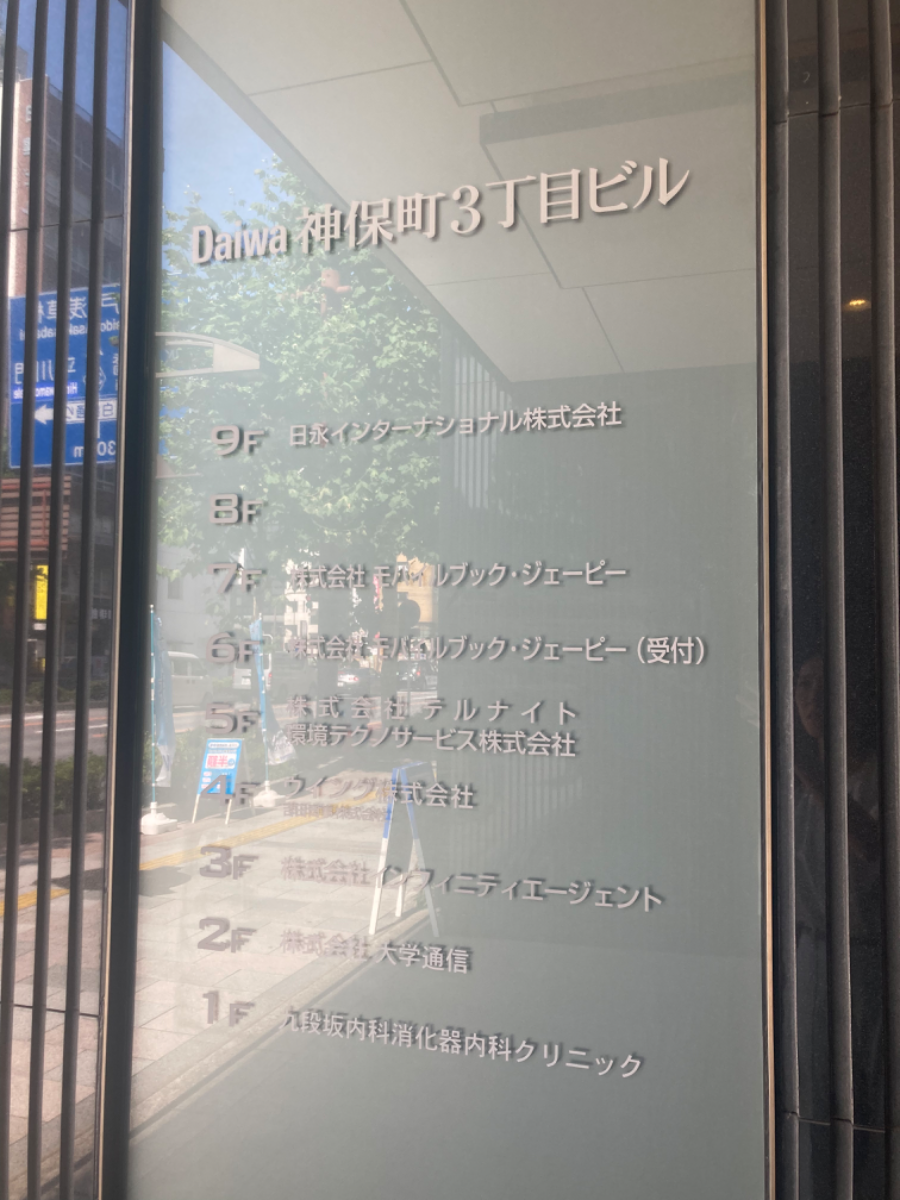 Daiwa 神保町3丁目ビル
9F 日永インターナショナル株式会社
8F
7F 株式会社 モバイルブック・ジェーピー
6F 株式会社 モバイルブック・ジェーピー（受付）
5F 株式会社テルナイト
環境テクノサービス株式会社
4F ウイング株式会社
3F 株式会社インフィニティエージェント
2F 株式会社 大学通信
1F 九段坂内科消化器内科クリニック